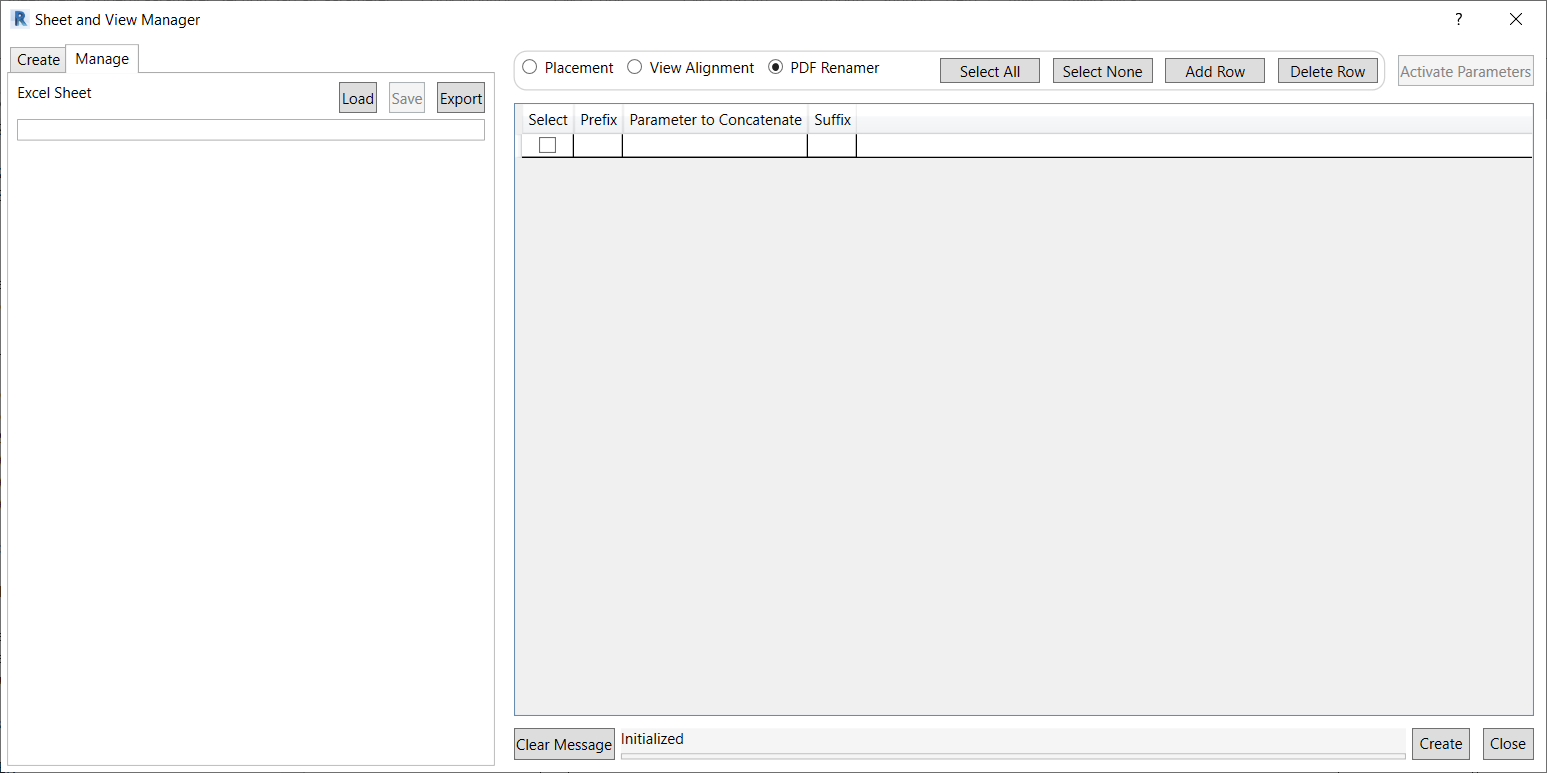 R Sheet and View Manager ?
Create Manage
Excel Sheet Load Save Export
Placement View Alignment PDF Renamer Select All Select None Add Row Delete Row Activate Parameters
Select Prefix Parameter to Concatenate Suffix
Clear Message Initialized Create Close